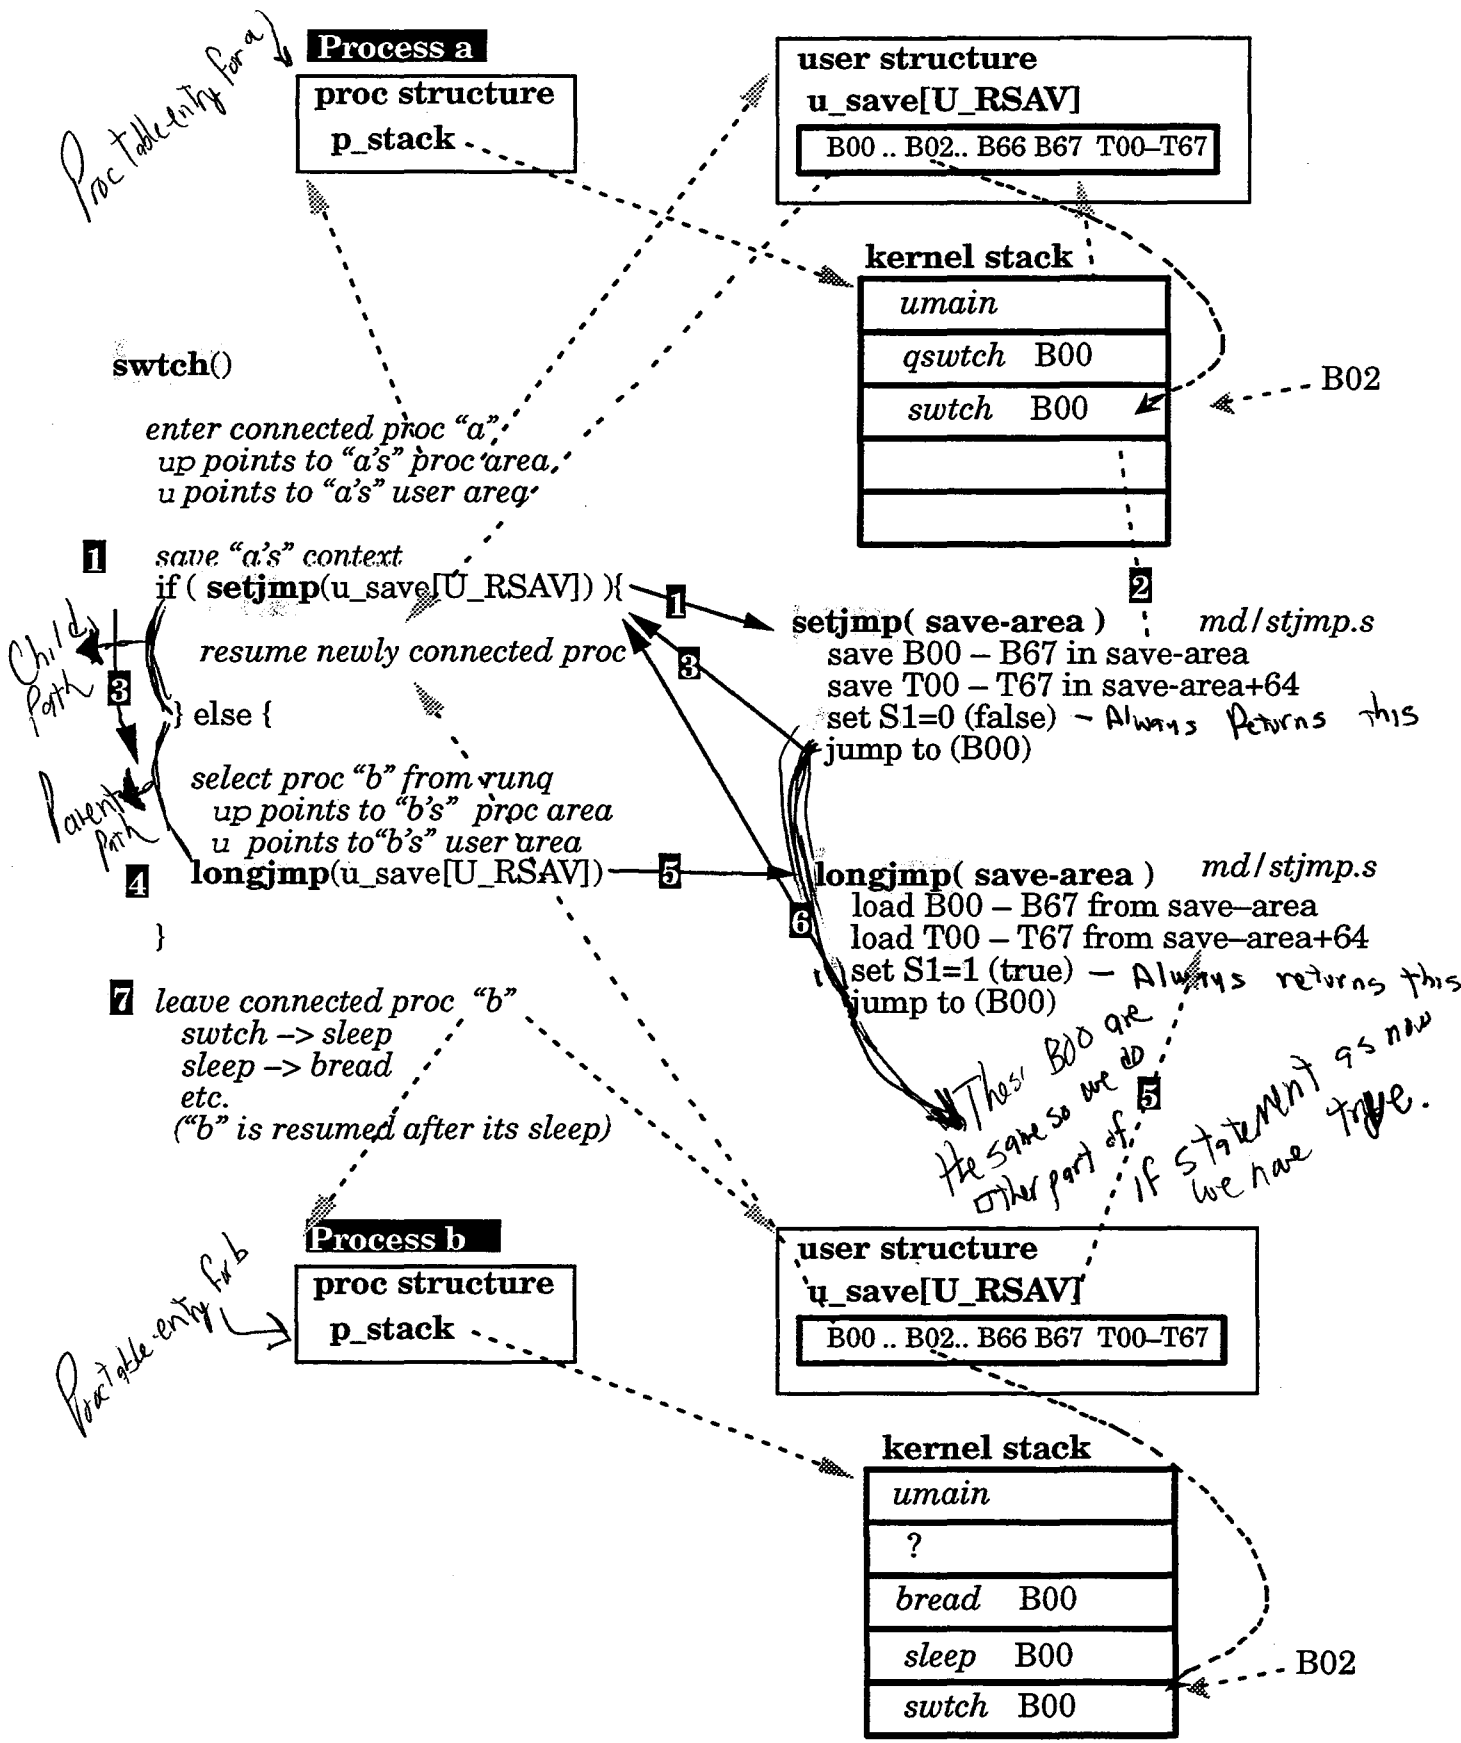 Proc table entry for a
Process a
proc structure
p_stack
user structure
u_save[U_RSAV]
B00 .. B02.. B66 B67 T00–T67
kernel stack
umain
qswtch B00
swtch B00
B02
swtch()
enter connected proc “a”
up points to “a’s” proc area
u points to “a’s” user area
1
save “a’s” context
if ( setjmp(u_save[U_RSAV]) ){
1
2
3
resume newly connected proc
Child
Path
3
} else {
setjmp( save-area ) md/stjmp.s
save B00 – B67 in save-area
save T00 – T67 in save-area+64
set S1=0 (false) – Always Returns this
jump to (B00)
select proc “b” from runq
up points to “b’s” proc area
u points to“b’s” user area
Path
4
longjmp(u_save[U_RSAV])
5
6
}
longjmp( save-area ) md/stjmp.s
load B00 – B67 from save–area
load T00 – T67 from save–area+64
set S1=1 (true) – Always returns this
jump to (B00)
These B00 are
the same so we do
other part of
if statement as now
we have true.
5
7
leave connected proc “b”
swtch –> sleep
sleep –> bread
etc.
(“b” is resumed after its sleep)
Proc table entry for b
Process b
proc structure
p_stack
user structure
u_save[U_RSAV]
B00 .. B02.. B66 B67 T00–T67
kernel stack
umain
?
bread B00
sleep B00
swtch B00
B02